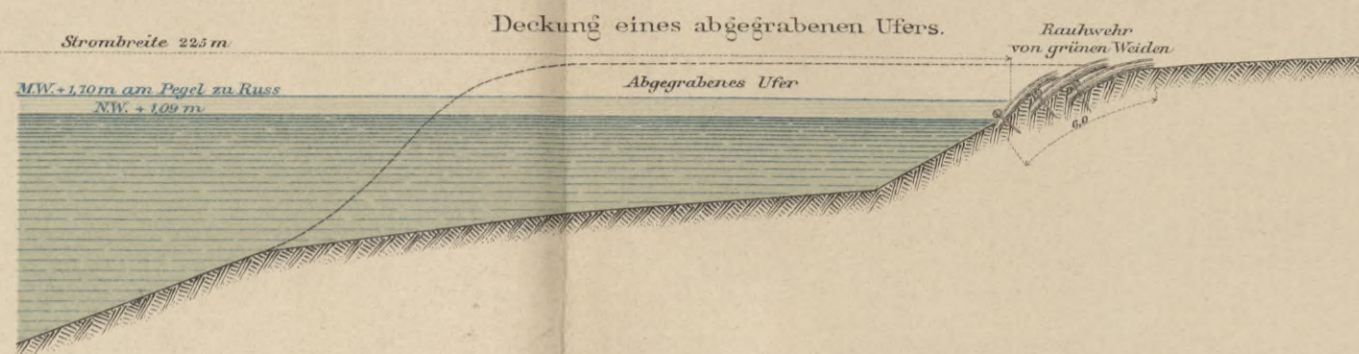 Deckung eines abgegrabenen Ufers.
Strombreite 225 m
Rauhwehr
von grünen Weiden
Abgegrabenes Ufer
M.W. + 1,70 m am Pegel zu Russ
N.W. + 1,09 m
6,0